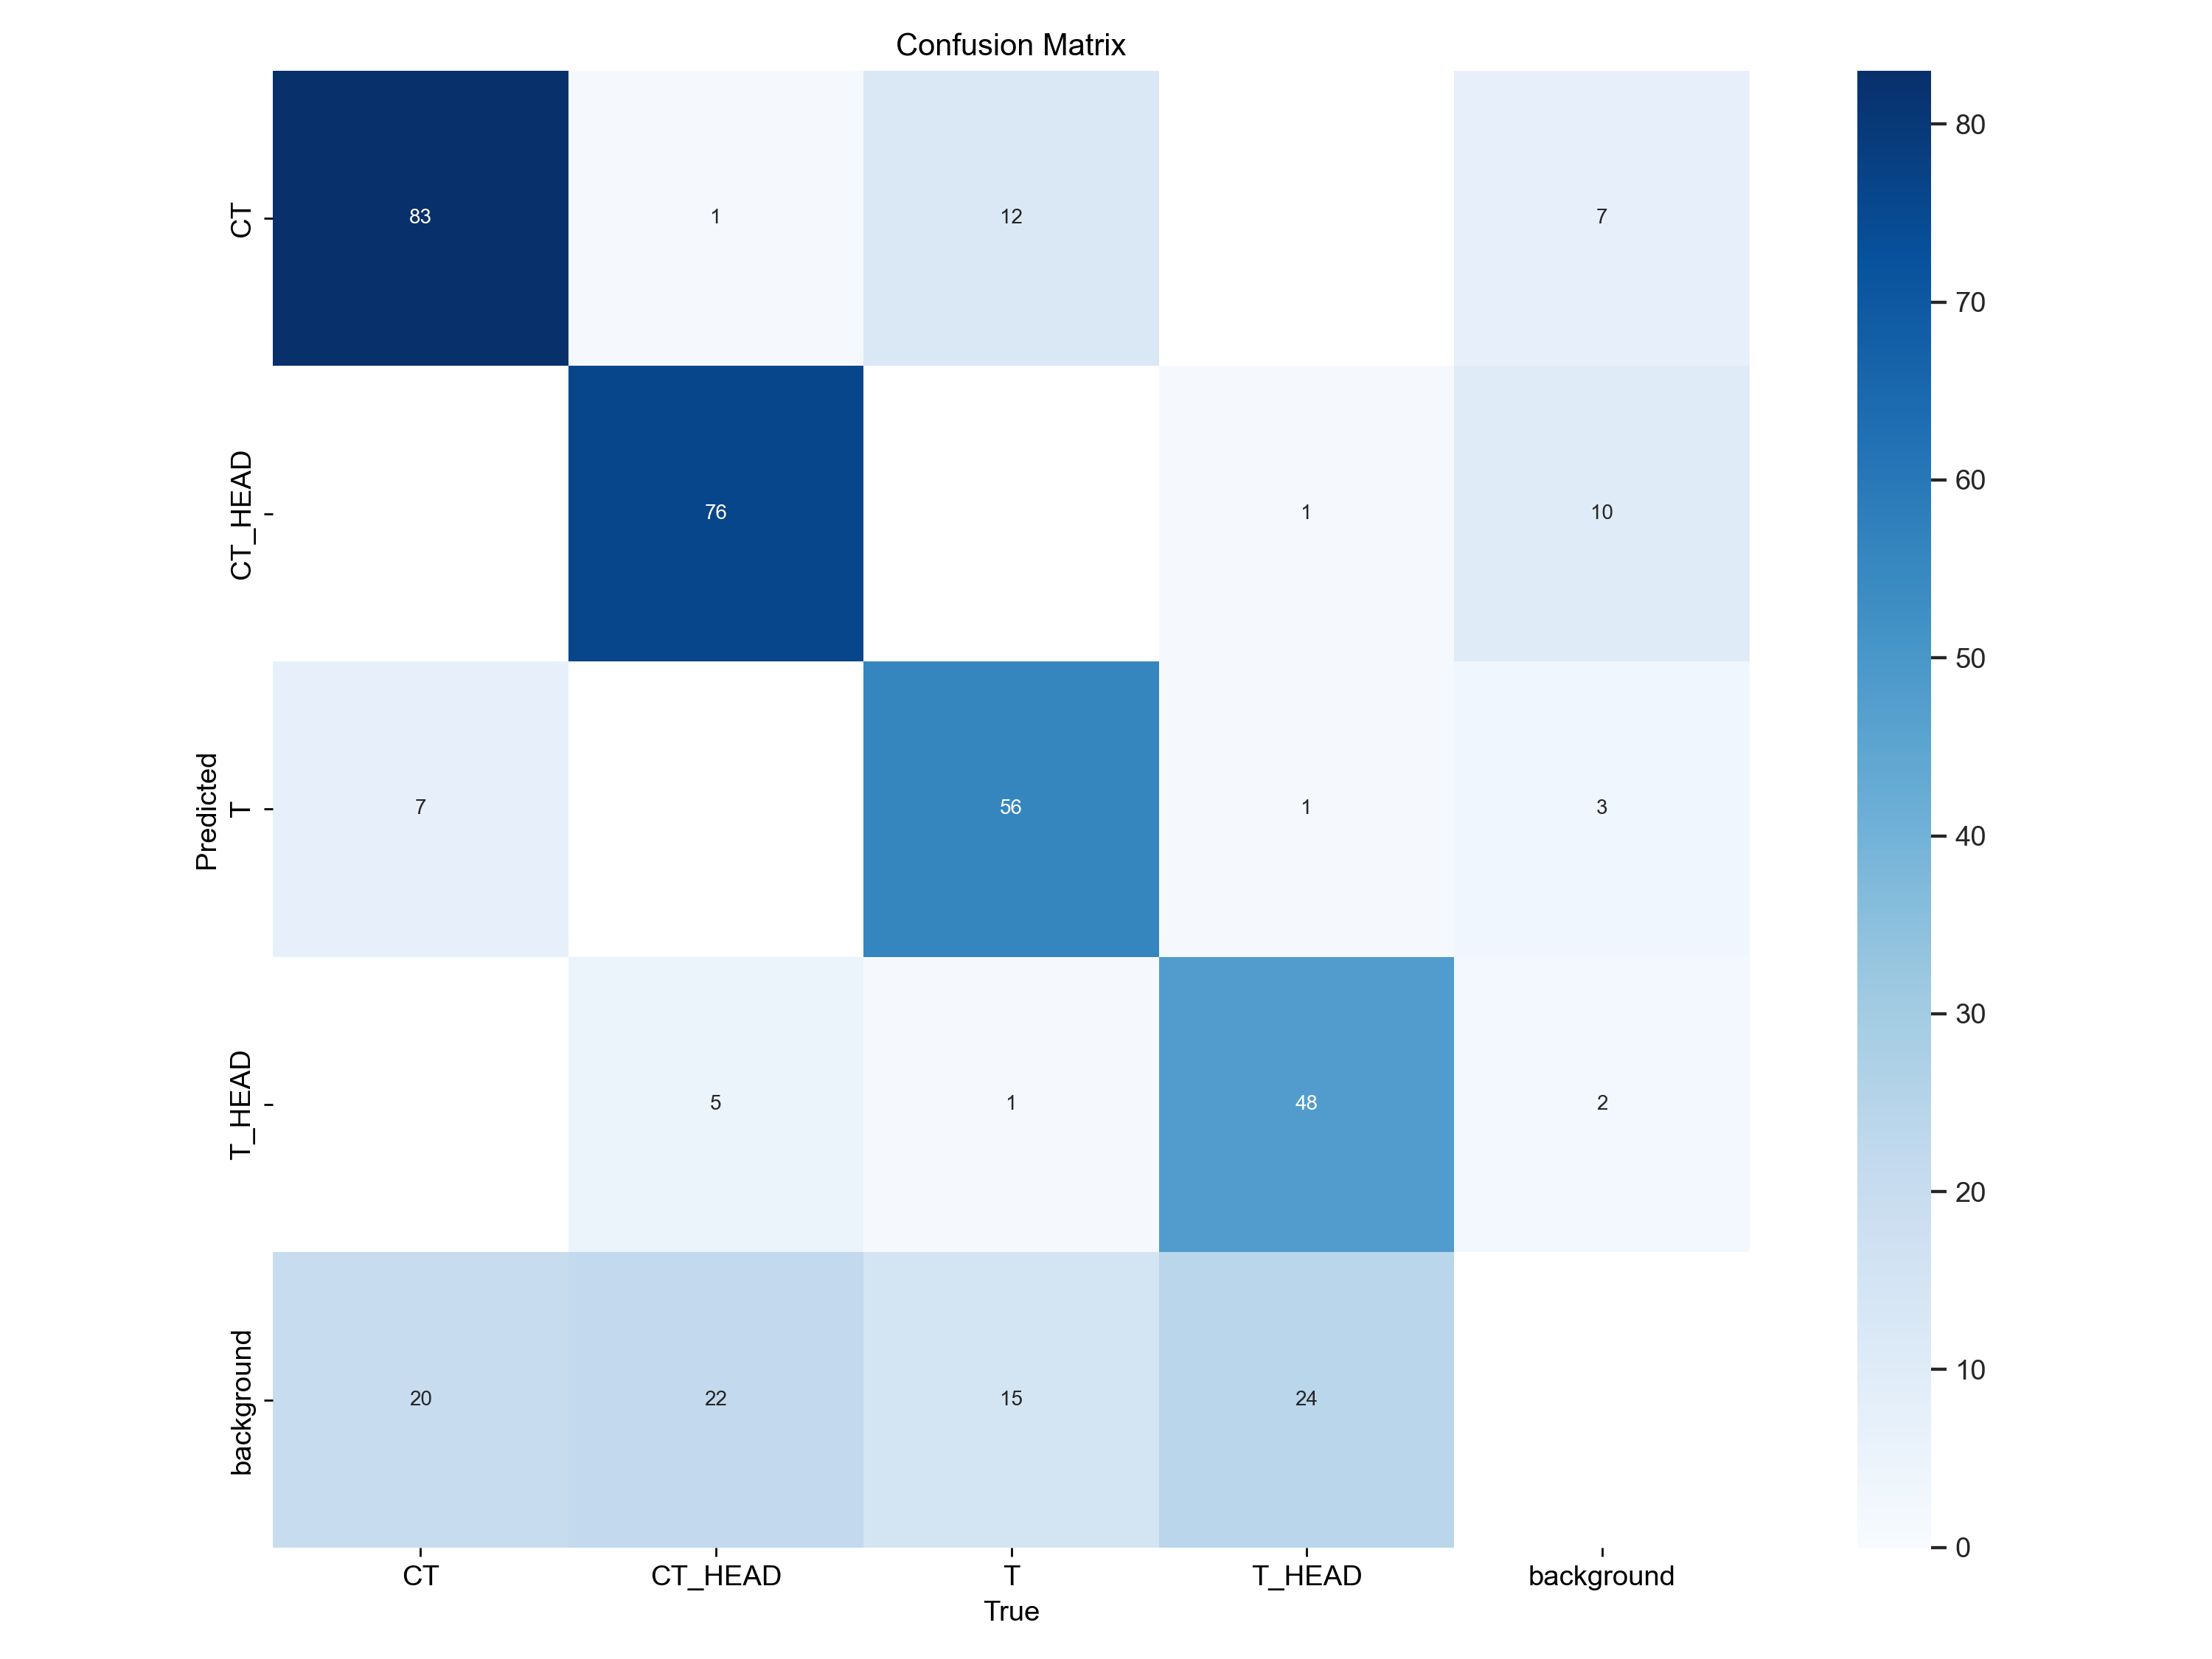 Confusion Matrix
CT 83 1 12 7
CT_HEAD 76 1 10
Predicted
T 7 56 1 3
T_HEAD 5 1 48 2
background 20 22 15 24
CT CT_HEAD T T_HEAD background
True
80
70
60
50
40
30
20
10
0